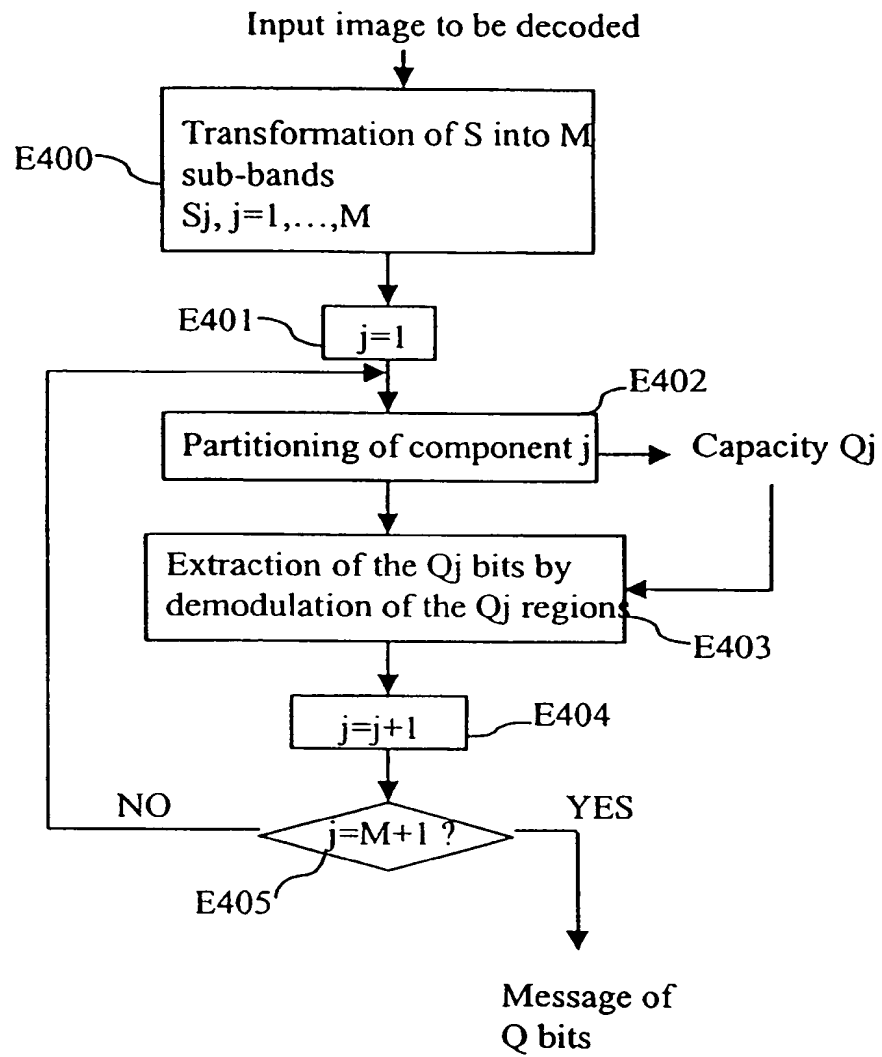 Input image to be decoded
E400
Transformation of S into M
sub-bands
Sj, j=1,...,M
E401
j=1
E402
Partitioning of component j
Capacity Qj
Extraction of the Qj bits by
demodulation of the Qj regions
E403
j=j+1
E404
NO
j=M+1 ?
YES
E405
Message of
Q bits